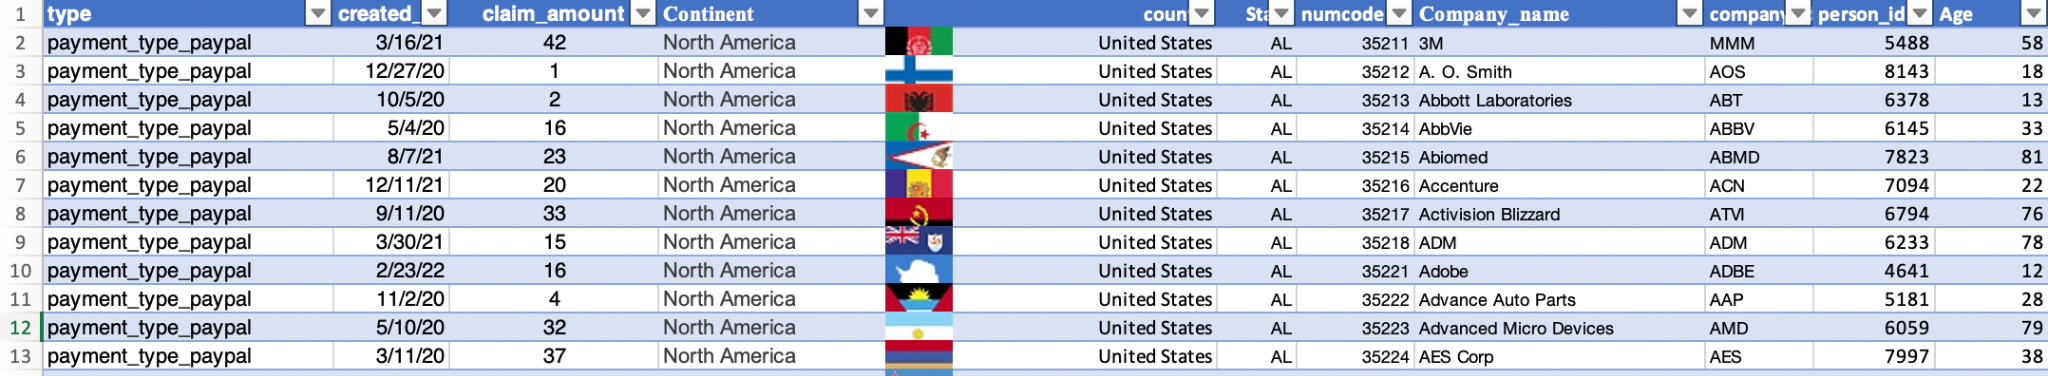 1 type created_ claim_amount Continent coun Sta numcode Company_name company person_id Age
2 payment_type_paypal 3/16/21 42 North America United States AL 35211 3M MMM 5488 58
3 payment_type_paypal 12/27/20 1 North America United States AL 35212 A. O. Smith AOS 8143 18
4 payment_type_paypal 10/5/20 2 North America United States AL 35213 Abbott Laboratories ABT 6378 13
5 payment_type_paypal 5/4/20 16 North America United States AL 35214 AbbVie ABBV 6145 33
6 payment_type_paypal 8/7/21 23 North America United States AL 35215 Abiomed ABMD 7823 81
7 payment_type_paypal 12/11/21 20 North America United States AL 35216 Accenture ACN 7094 22
8 payment_type_paypal 9/11/20 33 North America United States AL 35217 Activision Blizzard ATVI 6794 76
9 payment_type_paypal 3/30/21 15 North America United States AL 35218 ADM ADM 6233 78
10 payment_type_paypal 2/23/22 16 North America United States AL 35221 Adobe ADBE 4641 12
11 payment_type_paypal 11/2/20 4 North America United States AL 35222 Advance Auto Parts AAP 5181 28
12 payment_type_paypal 5/10/20 32 North America United States AL 35223 Advanced Micro Devices AMD 6059 79
13 payment_type_paypal 3/11/20 37 North America United States AL 35224 AES Corp AES 7997 38